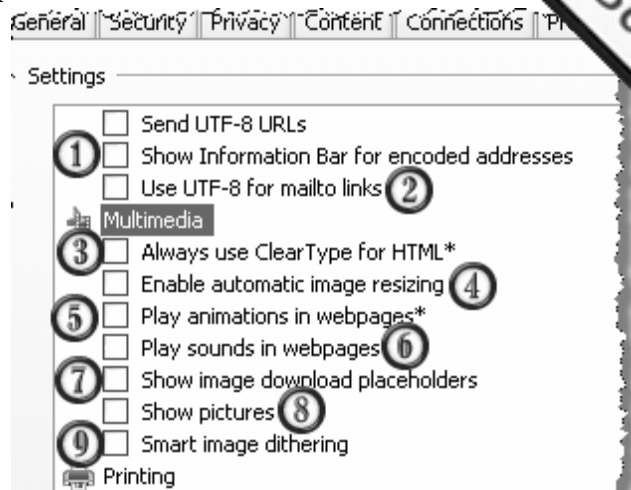 General Security Privacy Content Connections
Settings
Send UTF-8 URLs
1 Show Information Bar for encoded addresses
Use UTF-8 for mailto links 2
Multimedia
3 Always use ClearType for HTML*
Enable automatic image resizing 4
5 Play animations in webpages*
Play sounds in webpages 6
7 Show image download placeholders
Show pictures 8
9 Smart image dithering
Printing